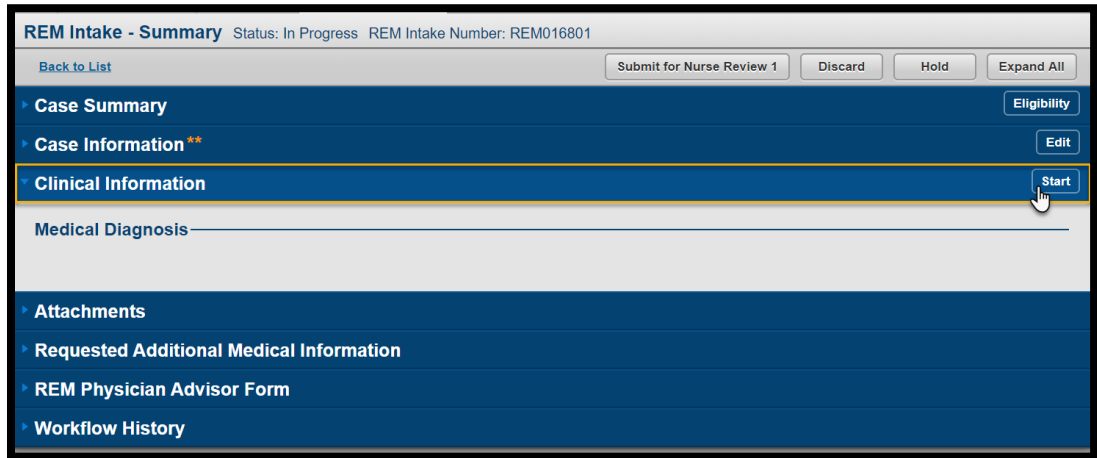 REM Intake - Summary Status: In Progress REM Intake Number: REM016801
Back to List Submit for Nurse Review 1 Discard Hold Expand All
Case Summary Eligibility
Case Information** Edit
Clinical Information Start
Medical Diagnosis
Attachments
Requested Additional Medical Information
REM Physician Advisor Form
Workflow History